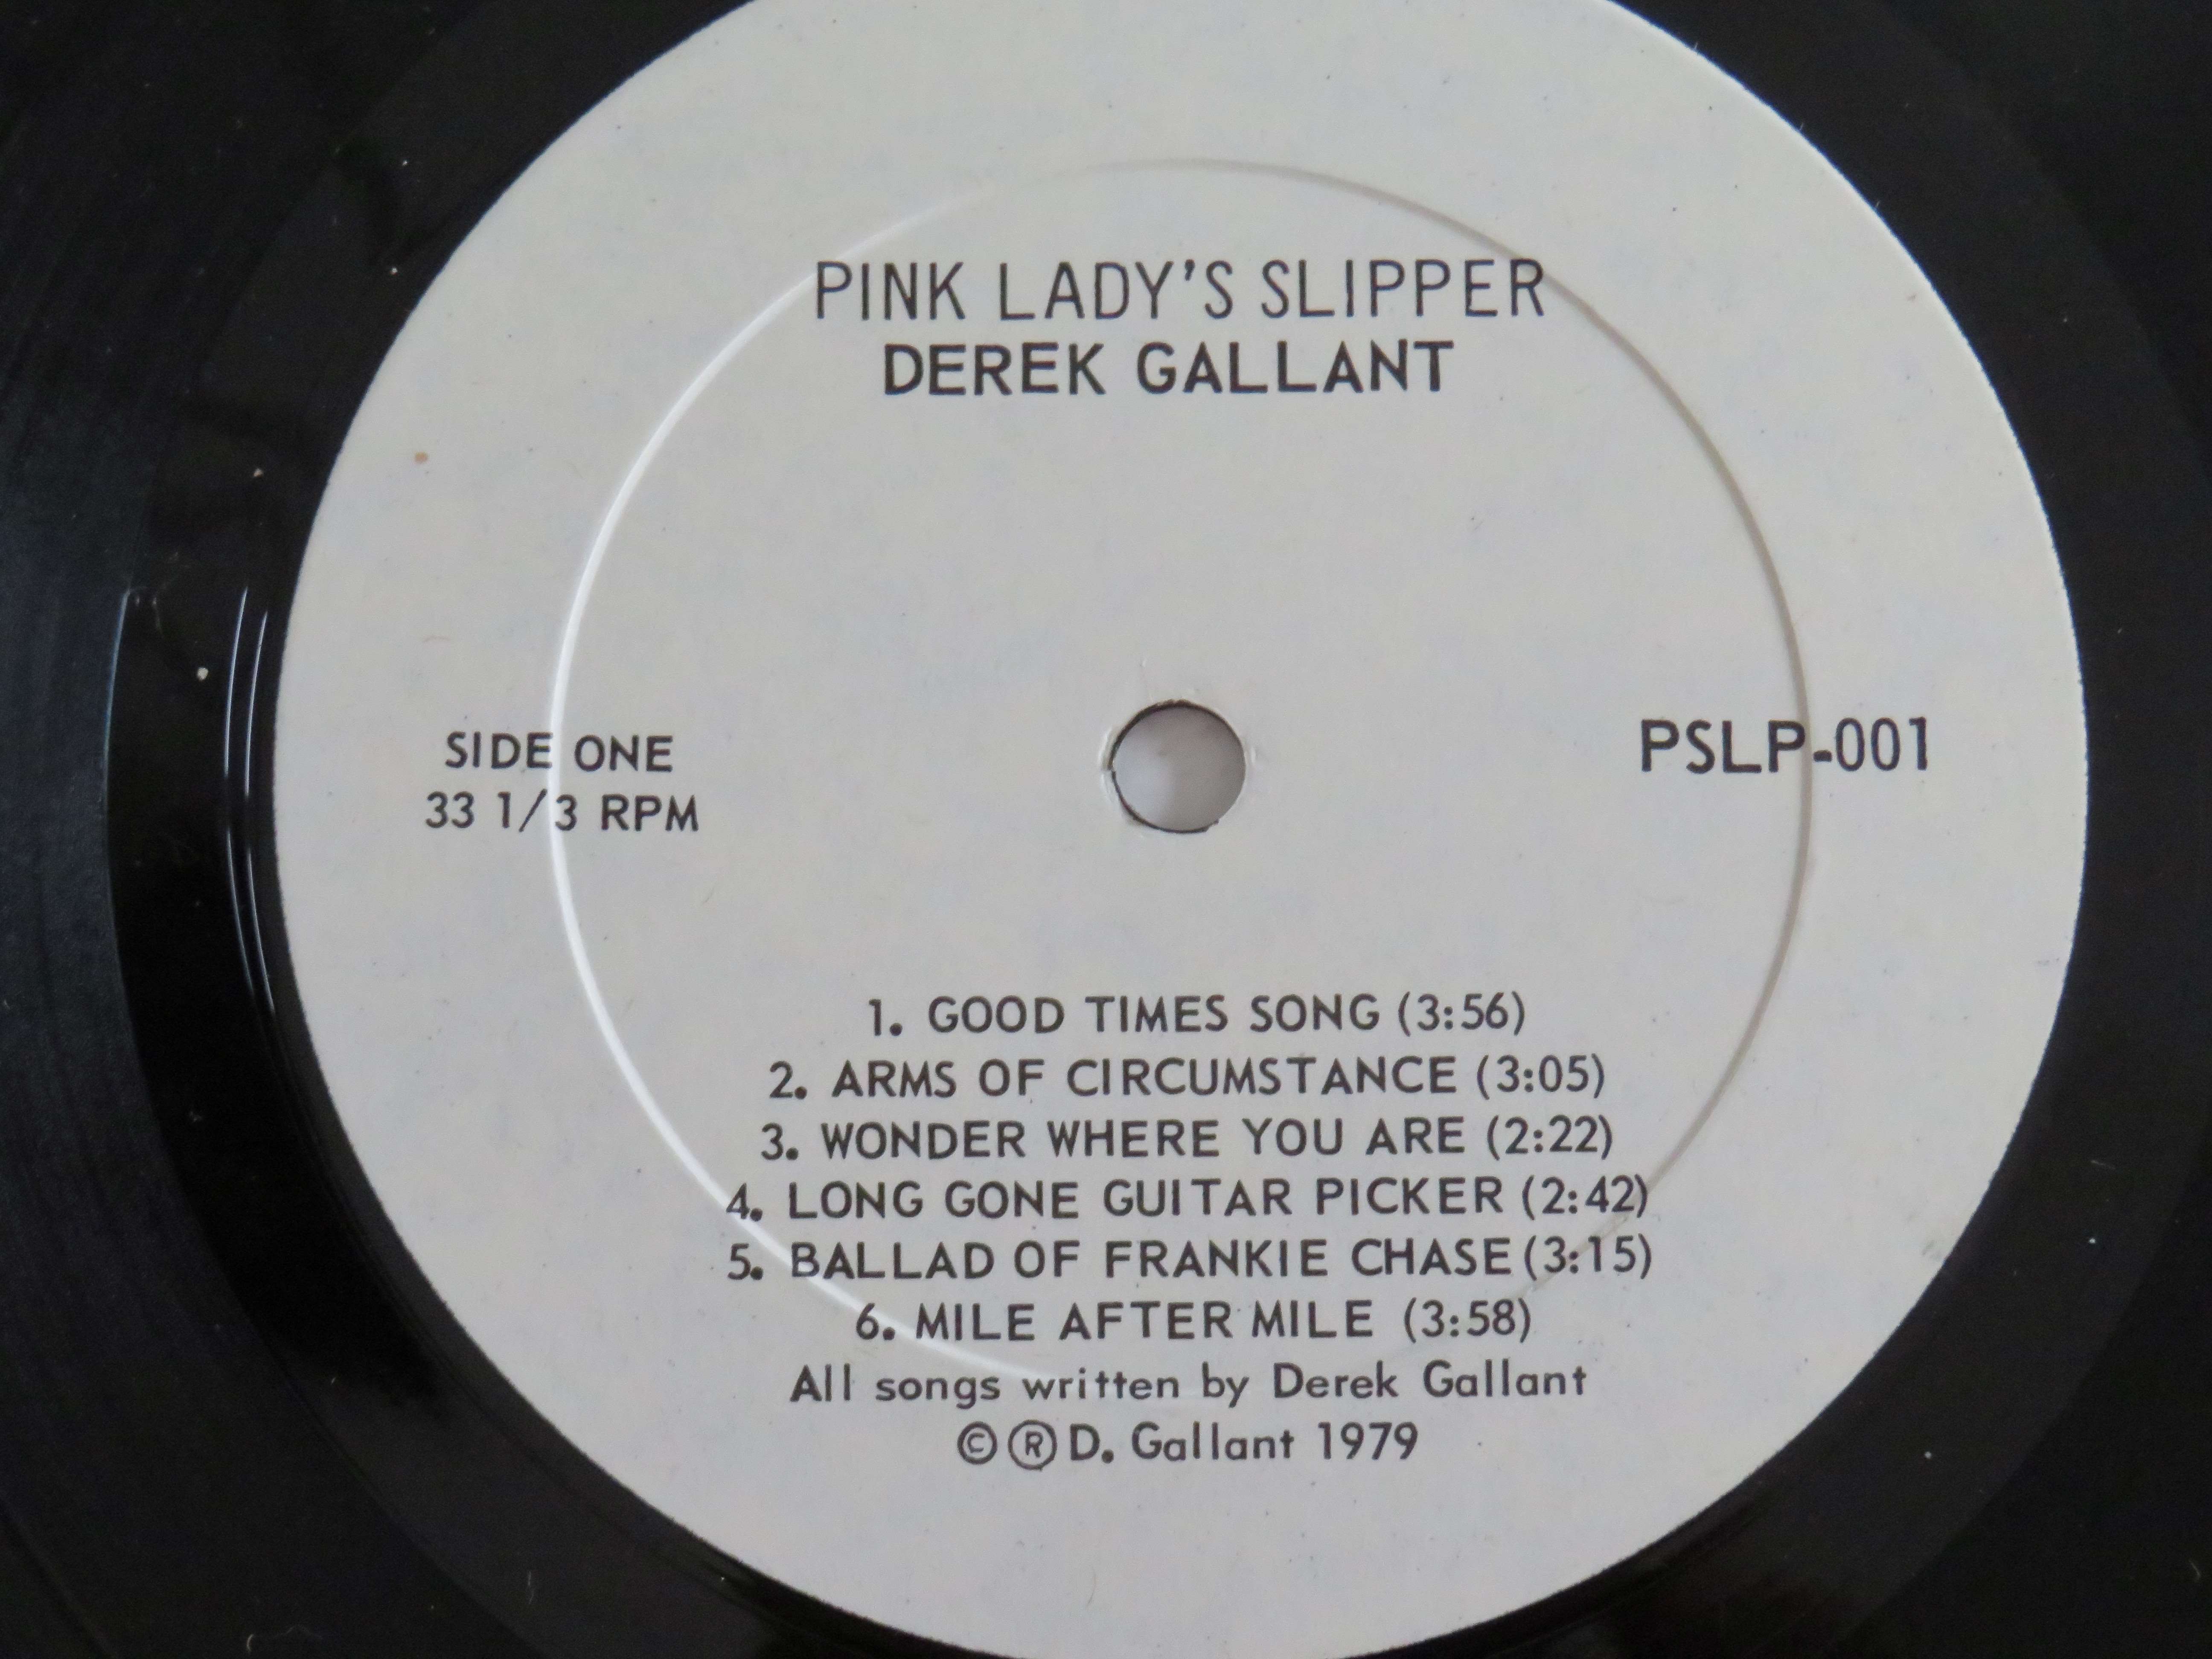 PINK LADY'S SLIPPER
DEREK GALLANT
SIDE ONE
33 1/3 RPM
PSLP-001
1. GOOD TIMES SONG (3:56)
2. ARMS OF CIRCUMSTANCE (3:05)
3. WONDER WHERE YOU ARE (2:22)
4. LONG GONE GUITAR PICKER (2:42)
5. BALLAD OF FRANKIE CHASE (3:15)
6. MILE AFTER MILE (3:58)
All songs written by Derek Gallant
©®D. Gallant 1979